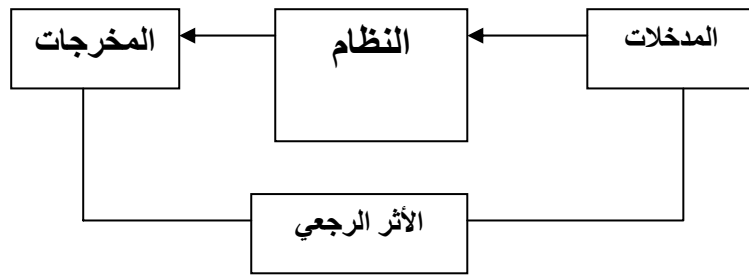 المدخلات
النظام
المخرجات
الأثر الرجعي